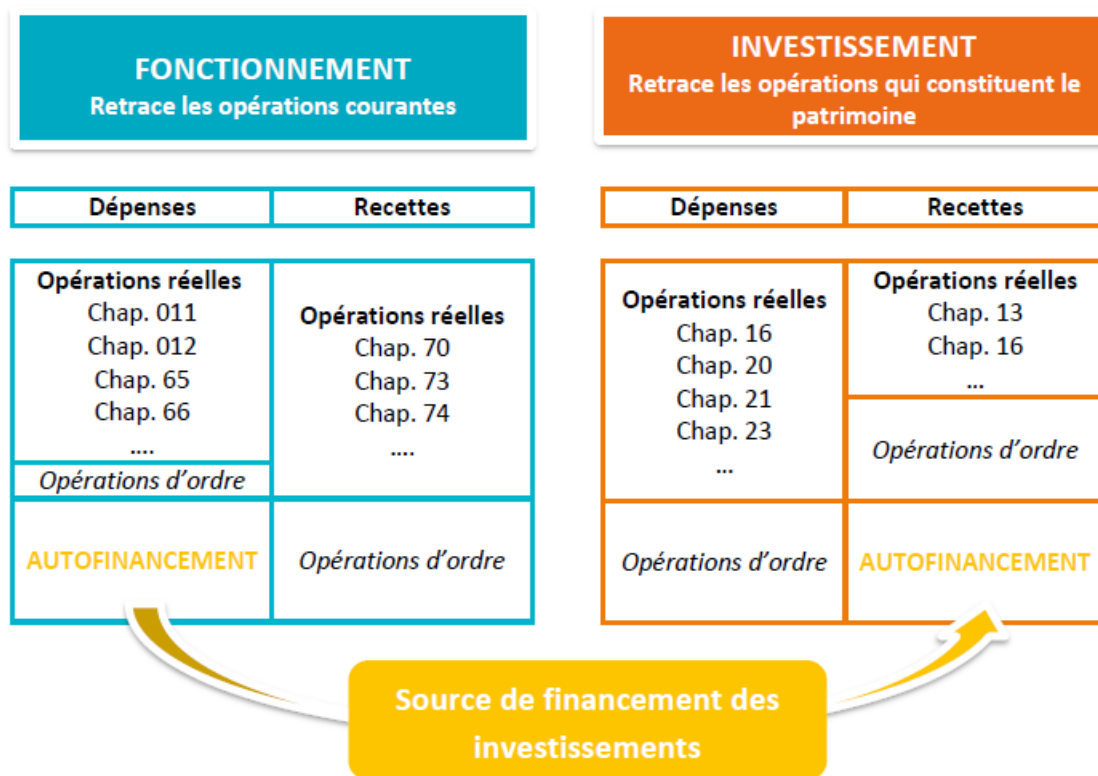 FONCTIONNEMENT
Retrace les opérations courantes
INVESTISSEMENT
Retrace les opérations qui constituent le
patrimoine
Dépenses
Recettes
Opérations réelles
Chap. 011
Chap. 012
Chap. 65
Chap. 66
....
Opérations d’ordre
AUTOFINANCEMENT
Opérations réelles
Chap. 70
Chap. 73
Chap. 74
....
Opérations d’ordre
Dépenses
Recettes
Opérations réelles
Chap. 16
Chap. 20
Chap. 21
Chap. 23
...
Opérations d’ordre
Opérations réelles
Chap. 13
Chap. 16
...
Opérations d’ordre
AUTOFINANCEMENT
Source de financement des
investissements